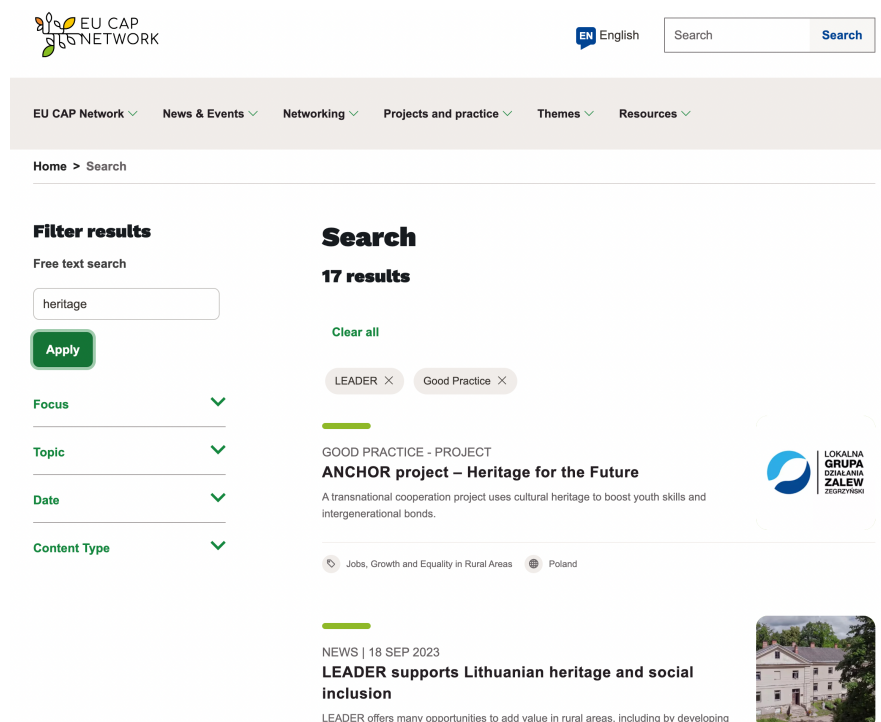 EU CAP
NETWORK
EN English
Search
Search
EU CAP Network
News & Events
Networking
Projects and practice
Themes
Resources
Home > Search
Filter results
Free text search
heritage
Apply
Focus
Topic
Date
Content Type
Search
17 results
Clear all
LEADER
Good Practice
GOOD PRACTICE - PROJECT
ANCHOR project – Heritage for the Future
A transnational cooperation project uses cultural heritage to boost youth skills and
intergenerational bonds.
LOKALNA
GRUPA
DZIAŁANIA
ZALEW
ZEGRZYŃSKI
Jobs, Growth and Equality in Rural Areas
Poland
NEWS | 18 SEP 2023
LEADER supports Lithuanian heritage and social
inclusion
LEADER offers many opportunities to add value in rural areas, including by developing